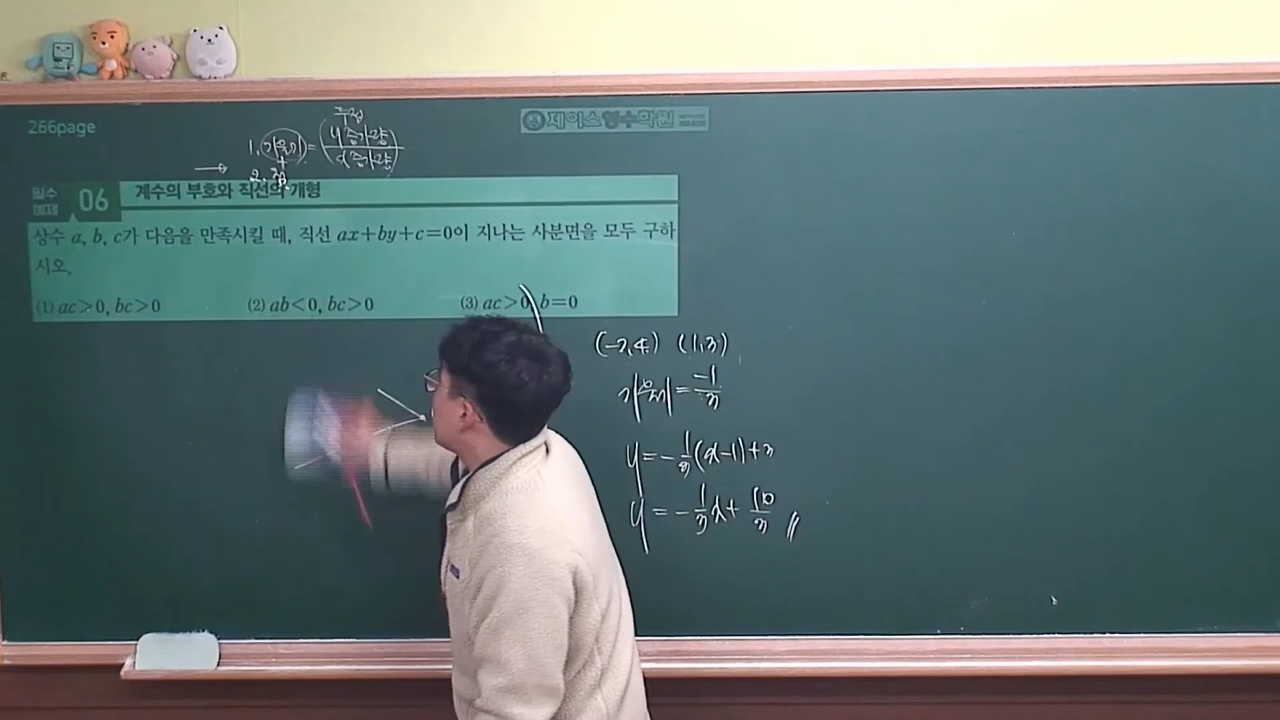 266page
제이스영수학원
주점
1. 기울기 = y증가량 / x증가량
+
2. 점
필수 예제 06 계수의 부호와 직선의 개형
상수 a, b, c가 다음을 만족시킬 때, 직선 ax+by+c=0이 지나는 사분면을 모두 구하
시오.
(1) ac>0, bc>0 (2) ab<0, bc>0 (3) ac>0, b=0
(-2,4) (1,3)
기울기 = -1/3
y = -1/3(x-1)+3
y = -1/3x + 10/3 //